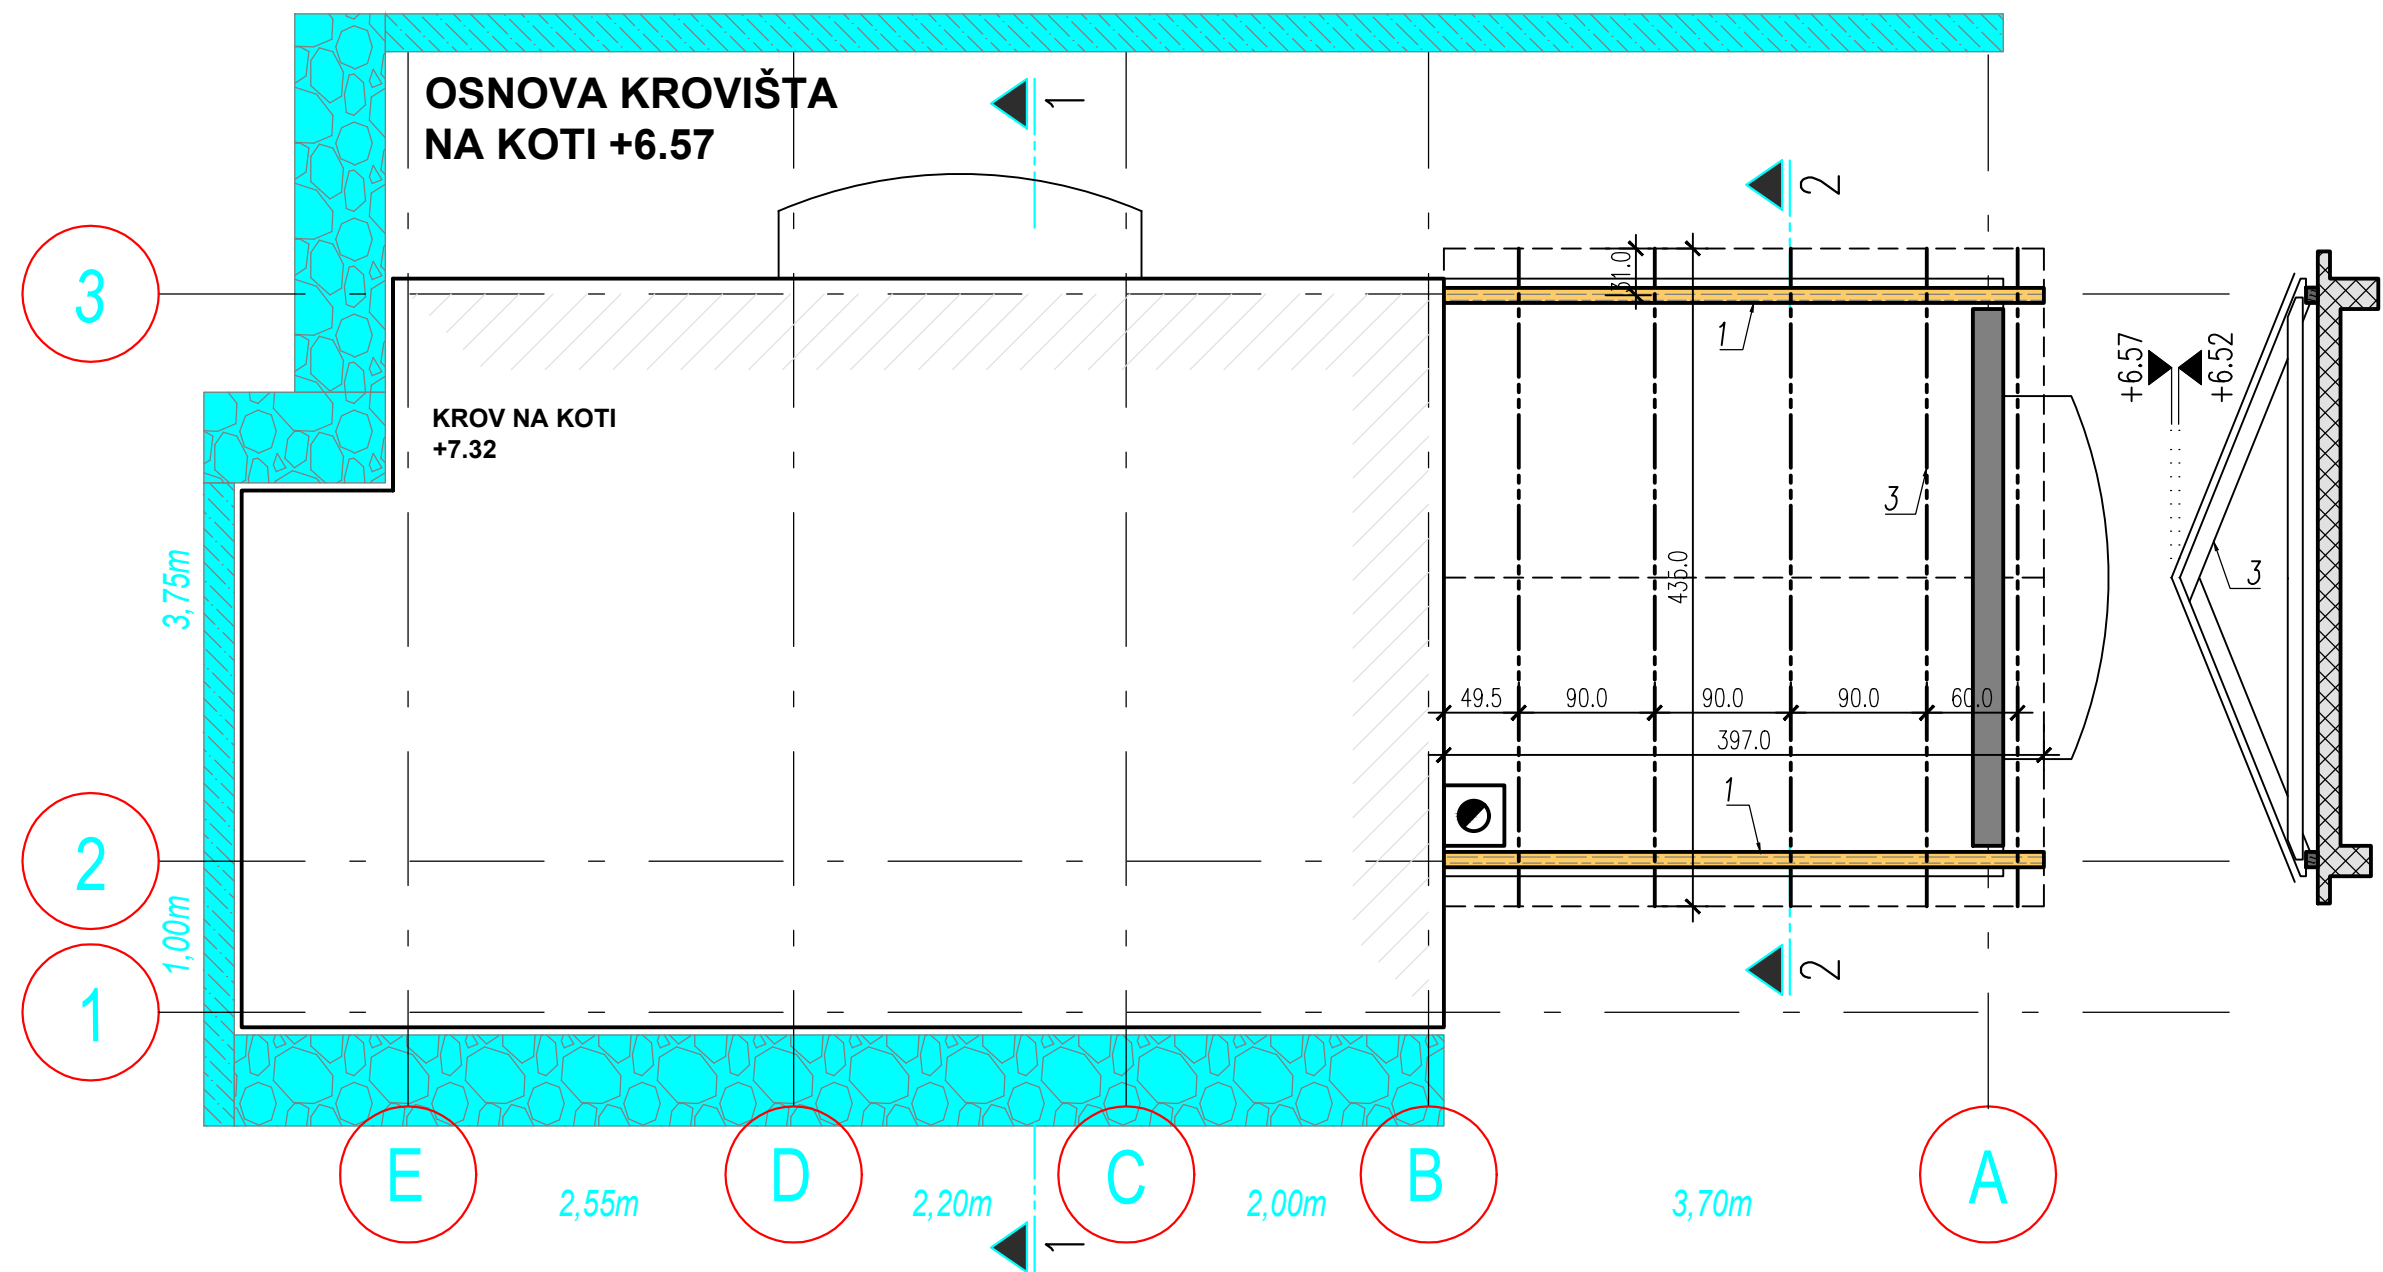 OSNOVA KROVIŠTA
NA KOTI +6.57
1
2
3
31.0
1
+6.57
+6.52
KROV NA KOTI
+7.32
3
3
3,75m
435.0
49.5
90.0
90.0
90.0
60.0
397.0
1
2
1,00m
2
1
E
D
C
B
A
2,55m
2,20m
2,00m
3,70m
1